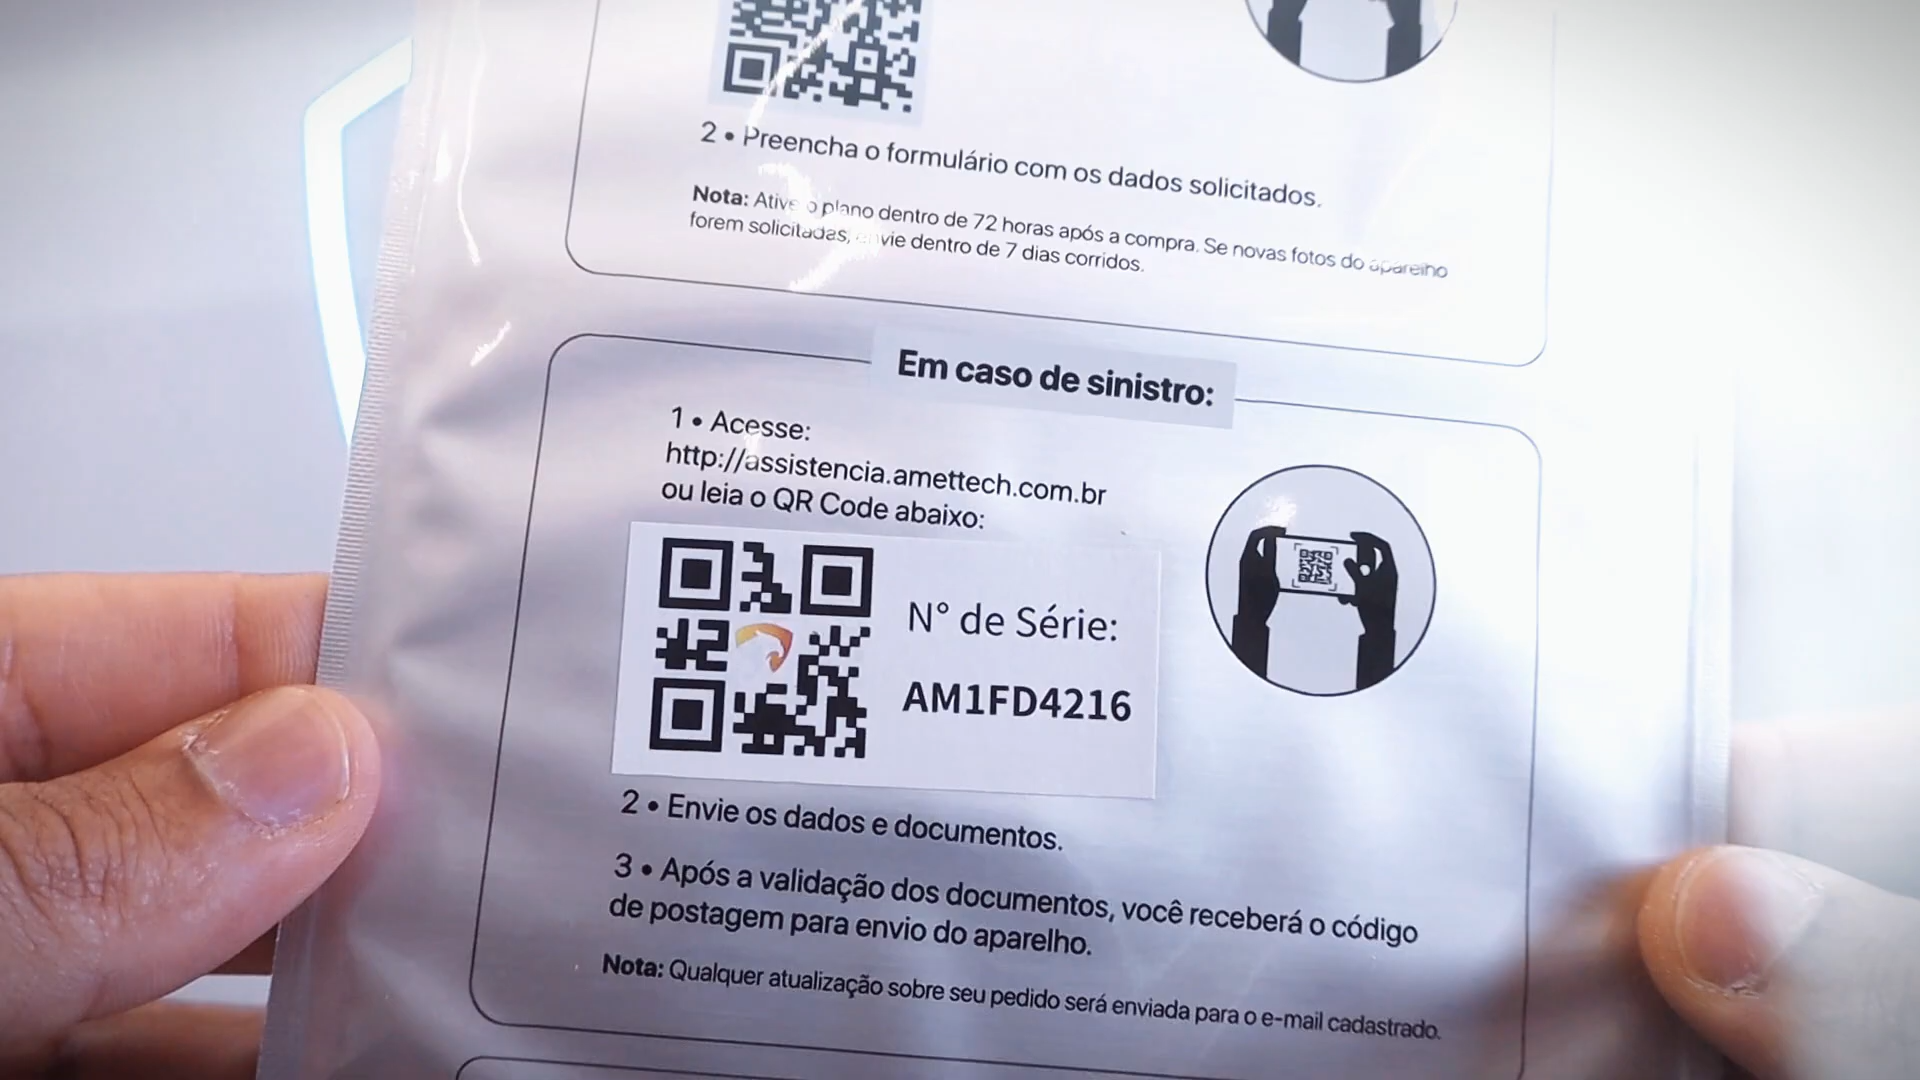 2 • Preencha o formulário com os dados solicitados.
Nota: Ative o plano dentro de 72 horas após a compra. Se novas fotos do aparelho
forem solicitadas, envie dentro de 7 dias corridos.
Em caso de sinistro:
1 • Acesse:
http://assistencia.amettech.com.br
ou leia o QR Code abaixo:
N° de Série:
AM1FD4216
2 • Envie os dados e documentos.
3 • Após a validação dos documentos, você receberá o código
de postagem para envio do aparelho.
Nota: Qualquer atualização sobre seu pedido será enviada para o e-mail cadastrado.